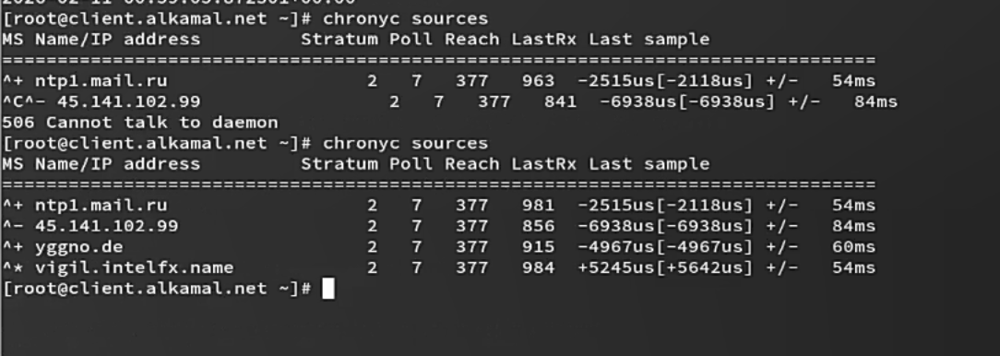 [root@client.alkamal.net ~]# chronyc sources
MS Name/IP address         Stratum Poll Reach LastRx Last sample
===============================================================================
^+ ntp1.mail.ru                  2   7   377   963  -2515us[-2118us] +/-   54ms
^C^- 45.141.102.99                 2   7   377   841  -6938us[-6938us] +/-   84ms
506 Cannot talk to daemon
[root@client.alkamal.net ~]# chronyc sources
MS Name/IP address         Stratum Poll Reach LastRx Last sample
===============================================================================
^+ ntp1.mail.ru                  2   7   377   981  -2515us[-2118us] +/-   54ms
^- 45.141.102.99                 2   7   377   856  -6938us[-6938us] +/-   84ms
^+ yggno.de                      2   7   377   915  -4967us[-4967us] +/-   60ms
^* vigil.intelfx.name            2   7   377   984  +5245us[+5642us] +/-   54ms
[root@client.alkamal.net ~]#